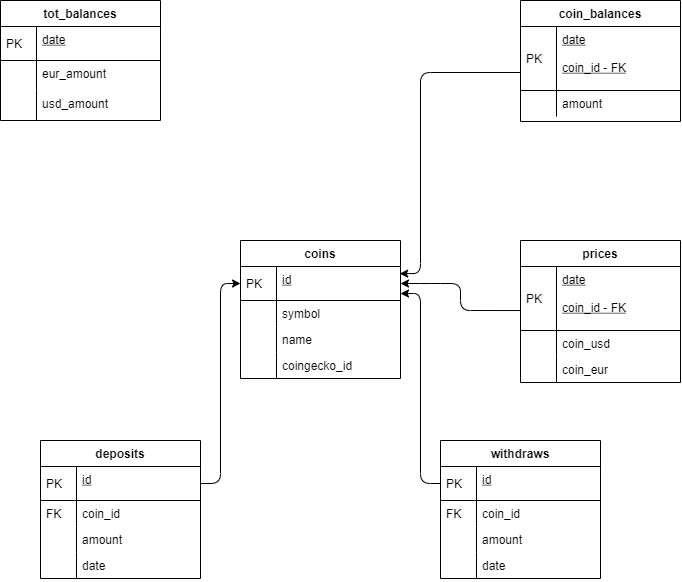 tot_balances
PK date
eur_amount
usd_amount
coin_balances
PK date
coin_id - FK
amount
coins
PK id
symbol
name
coingecko_id
prices
PK date
coin_id - FK
coin_usd
coin_eur
deposits
PK id
FK coin_id
amount
date
withdraws
PK id
FK coin_id
amount
date